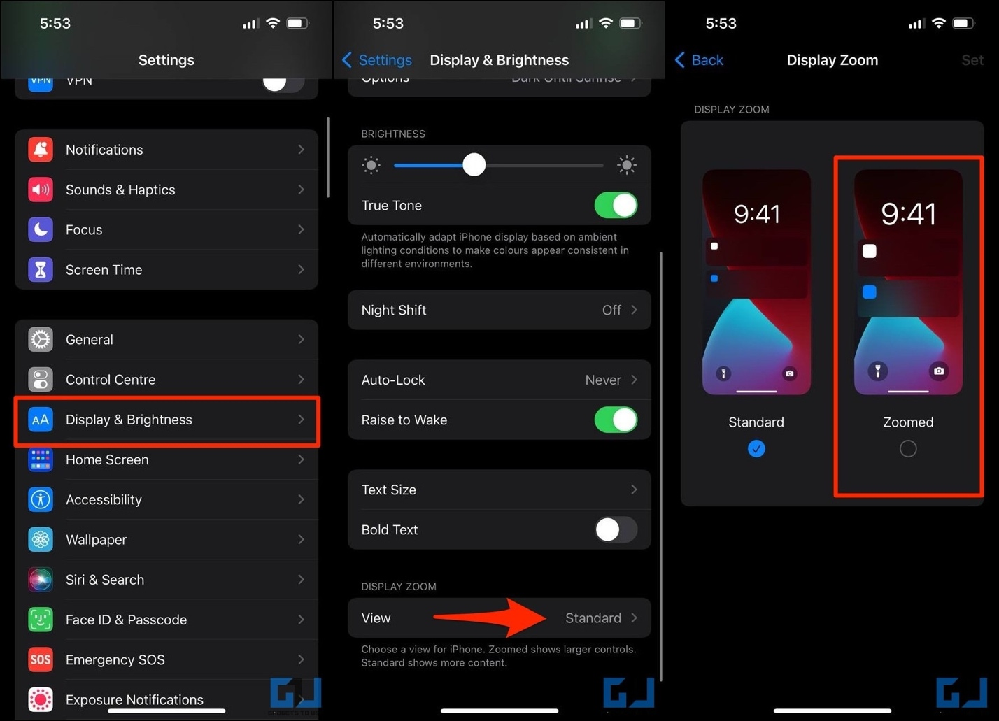 5:53
Settings
VPN
VPN
Notifications
Sounds & Haptics
Focus
Screen Time
General
Control Centre
AA
Display & Brightness
Home Screen
Accessibility
Wallpaper
Siri & Search
Face ID & Passcode
SOS
Emergency SOS
Exposure Notifications
GADGETS TO US
5:53
Settings
Display & Brightness
Options
Dark Until Sunrise
BRIGHTNESS
True Tone
Automatically adapt iPhone display based on ambient
lighting conditions to make colours appear consistent in
different environments.
Night Shift
Off
Auto-Lock
Never
Raise to Wake
Text Size
Bold Text
DISPLAY ZOOM
View
Standard
Choose a view for iPhone. Zoomed shows larger controls.
Standard shows more content.
5:53
Back
Display Zoom
Set
DISPLAY ZOOM
9:41
9:41
Standard
Zoomed